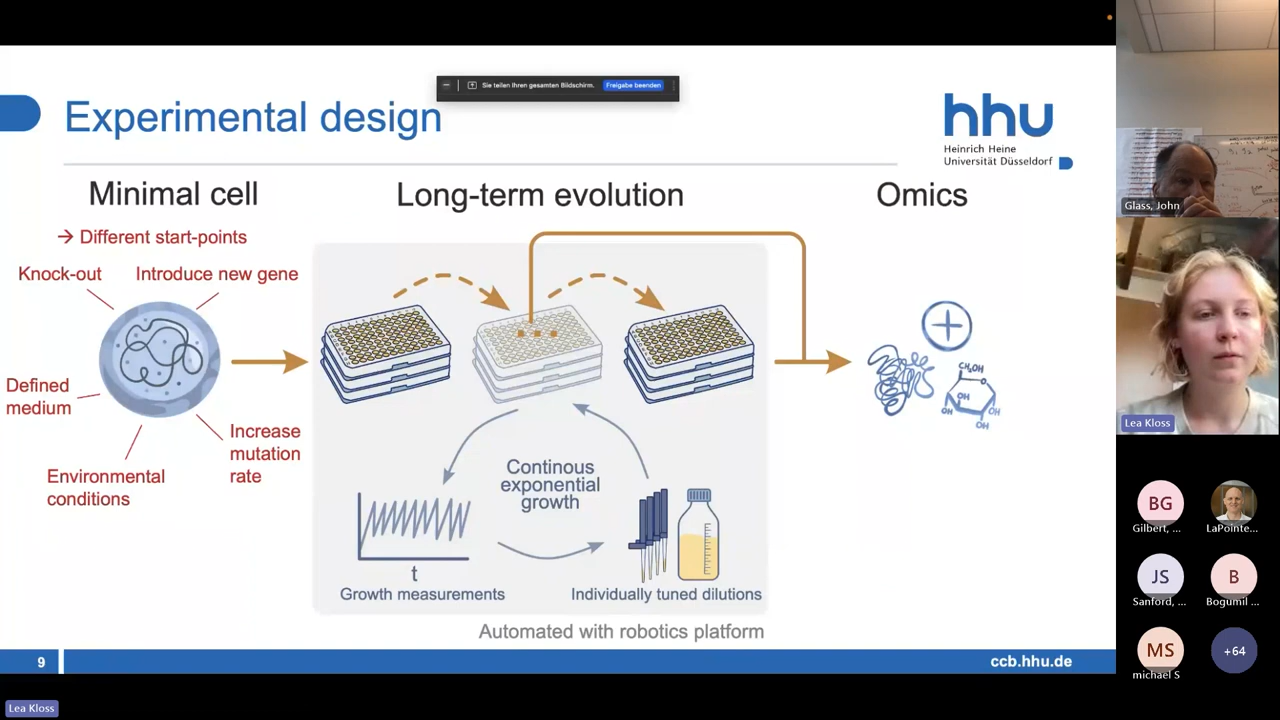 Sie teilen Ihren gesamten Bildschirm. Freigabe beenden
Experimental design
hhu
Heinrich Heine
Universität Düsseldorf
Minimal cell
Long-term evolution
Omics
→ Different start-points
Knock-out
Introduce new gene
Defined
medium
Environmental
conditions
Increase
mutation
rate
Continous
exponential
growth
t
Growth measurements
Individually tuned dilutions
Automated with robotics platform
CH₂OH
O
OH
OH
OH
OH
9
ccb.hhu.de
Lea Kloss
Glass, John
Lea Kloss
BG
Gilbert, ...
LaPointe...
JS
Sanford, ...
B
Bogumil ...
MS
michael S
+64